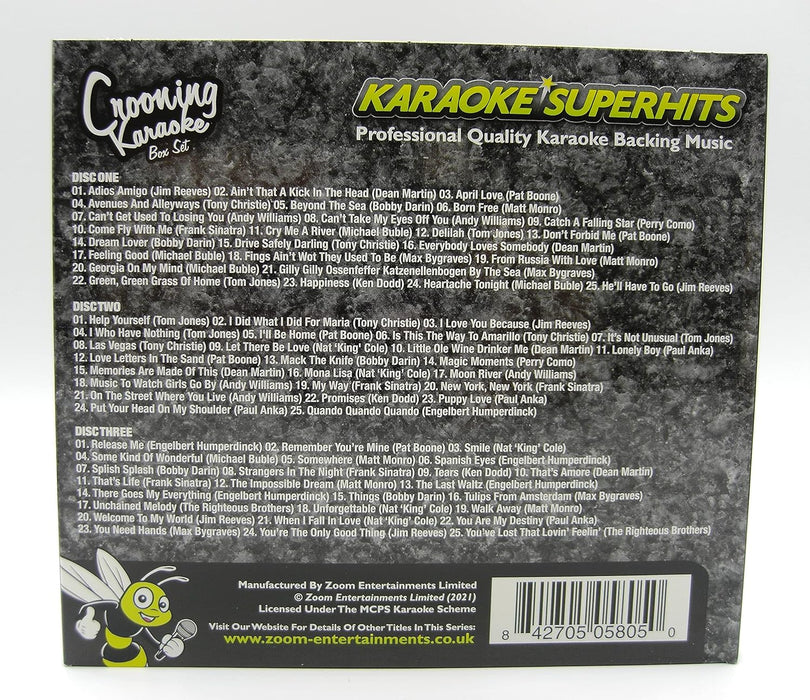 Crooning
Karaoke
Box Set
KARAOKE SUPERHITS
Professional Quality Karaoke Backing Music
DISC ONE
01. Adios Amigo (Jim Reeves) 02. Ain't That A Kick In The Head (Dean Martin) 03. April Love (Pat Boone)
04. Avenues And Alleyways (Tony Christie) 05. Beyond The Sea (Bobby Darin) 06. Born Free (Matt Monro)
07. Can't Get Used To Losing You (Andy Williams) 08. Can't Take My Eyes Off You (Andy Williams) 09. Catch A Falling Star (Perry Como)
10. Come Fly With Me (Frank Sinatra) 11. Cry Me A River (Michael Buble) 12. Delilah (Tom Jones) 13. Don't Forbid Me (Pat Boone)
14. Dream Lover (Bobby Darin) 15. Drive Safely Darling (Tony Christie) 16. Everybody Loves Somebody (Dean Martin)
17. Feeling Good (Michael Buble) 18. Fings Ain't Wot They Used To Be (Max Bygraves) 19. From Russia With Love (Matt Monro)
20. Georgia On My Mind (Michael Buble) 21. Gilly Gilly Ossenfeffer Katzenellenbogen By The Sea (Max Bygraves)
22. Green, Green Grass Of Home (Tom Jones) 23. Happiness (Ken Dodd) 24. Heartache Tonight (Michael Buble) 25. He'll Have To Go (Jim Reeves)
DISC TWO
01. Help Yourself (Tom Jones) 02. I Did What I Did For Maria (Tony Christie) 03. I Love You Because (Jim Reeves)
04. I Who Have Nothing (Tom Jones) 05. I'll Be Home (Pat Boone) 06. Is This The Way To Amarillo (Tony Christie) 07. It's Not Unusual (Tom Jones)
08. Las Vegas (Tony Christie) 09. Let There Be Love (Nat 'King' Cole) 10. Little Ole Wine Drinker Me (Dean Martin) 11. Lonely Boy (Paul Anka)
12. Love Letters In The Sand (Pat Boone) 13. Mack The Knife (Bobby Darin) 14. Magic Moments (Perry Como)
15. Memories Are Made Of This (Dean Martin) 16. Mona Lisa (Nat 'King' Cole) 17. Moon River (Andy Williams)
18. Music To Watch Girls Go By (Andy Williams) 19. My Way (Frank Sinatra) 20. New York, New York (Frank Sinatra)
21. On The Street Where You Live (Andy Williams) 22. Promises (Ken Dodd) 23. Puppy Love (Paul Anka)
24. Put Your Head On My Shoulder (Paul Anka) 25. Quando Quando Quando (Engelbert Humperdinck)
DISC THREE
01. Release Me (Engelbert Humperdinck) 02. Remember You're Mine (Pat Boone) 03. Smile (Nat 'King' Cole)
04. Some Kind Of Wonderful (Michael Buble) 05. Somewhere (Matt Monro) 06. Spanish Eyes (Engelbert Humperdinck)
07. Splish Splash (Bobby Darin) 08. Strangers In The Night (Frank Sinatra) 09. Tears (Ken Dodd) 10. That's Amore (Dean Martin)
11. That's Life (Frank Sinatra) 12. The Impossible Dream (Matt Monro) 13. The Last Waltz (Engelbert Humperdinck)
14. There Goes My Everything (Engelbert Humperdinck) 15. Things (Bobby Darin) 16. Tulips From Amsterdam (Max Bygraves)
17. Unchained Melody (The Righteous Brothers) 18. Unforgettable (Nat 'King' Cole) 19. Walk Away (Matt Monro)
20. Welcome To My World (Jim Reeves) 21. When I Fall In Love (Nat 'King' Cole) 22. You Are My Destiny (Paul Anka)
23. You Need Hands (Max Bygraves) 24. You're The Only Good Thing (Jim Reeves) 25. You've Lost That Lovin' Feelin' (The Righteous Brothers)
Manufactured By Zoom Entertainments Limited
© Zoom Entertainments Limited (2021)
Licensed Under The MCPS Karaoke Scheme
Visit Our Website For Details Of Other Titles In This Series:
www.zoom-entertainments.co.uk
8 42705 05805 0